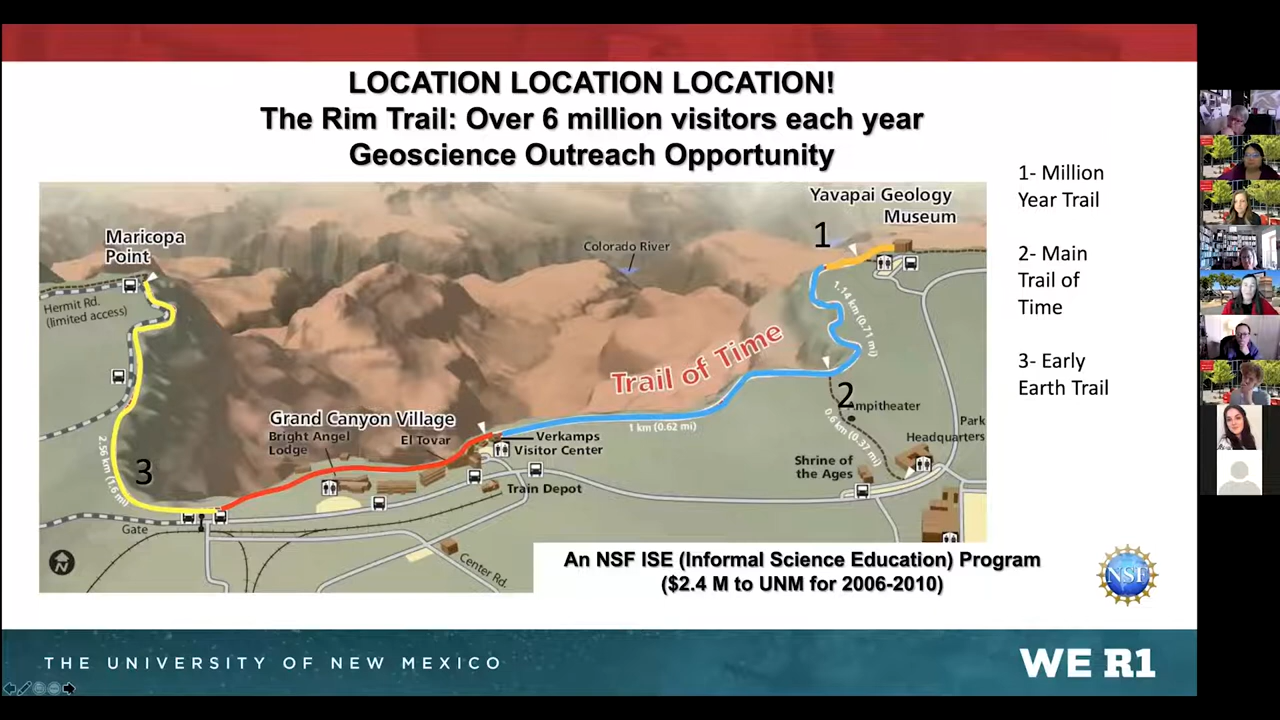 LOCATION LOCATION LOCATION!
The Rim Trail: Over 6 million visitors each year
Geoscience Outreach Opportunity
1- Million
Year Trail
2- Main
Trail of
Time
3- Early
Earth Trail
Yavapai Geology
Museum
1
Maricopa
Point
Colorado River
Hermit Rd.
(limited access)
1.14 km (0.71 mi)
Trail of Time
2
Ampitheater
Grand Canyon Village
Bright Angel
Lodge
El Tovar
1 km (0.62 mi)
Verkamps
Visitor Center
0.6 km (0.37 mi)
Park
Headquarters
Shrine of
the Ages
2.56 km (1.6 mi)
3
Train Depot
Gate
Center Rd.
N
An NSF ISE (Informal Science Education) Program
($2.4 M to UNM for 2006-2010)
NSF
THE UNIVERSITY OF NEW MEXICO
WE R1